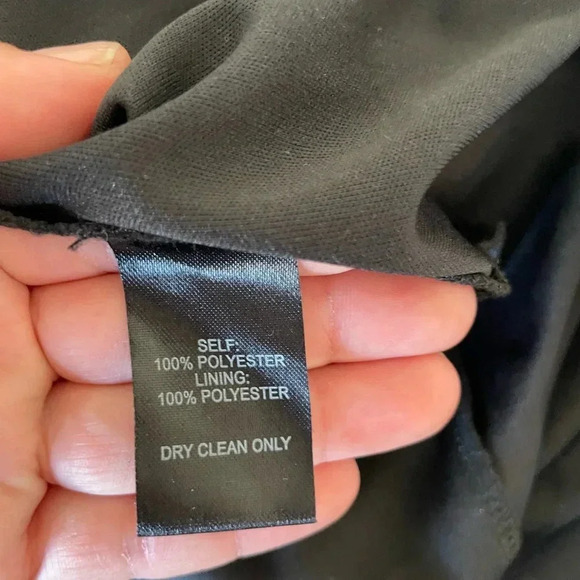 SELF:
100% POLYESTER
LINING:
100% POLYESTER
DRY CLEAN ONLY